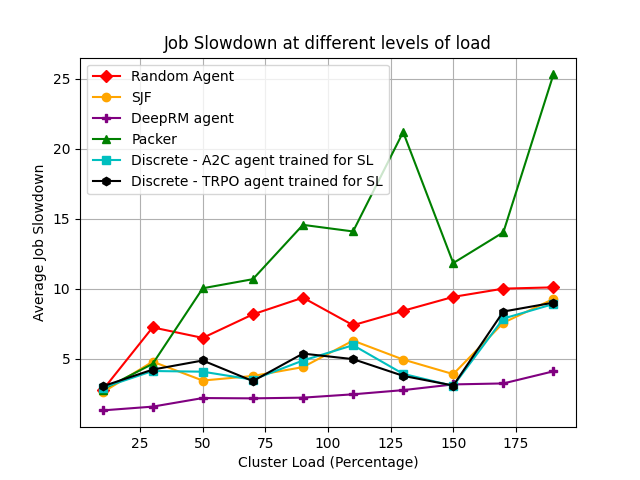 Job Slowdown at different levels of load
Random Agent
SJF
DeepRM agent
Packer
Discrete - A2C agent trained for SL
Discrete - TRPO agent trained for SL
Average Job Slowdown
25
20
15
10
5
25
50
75
100
125
150
175
Cluster Load (Percentage)